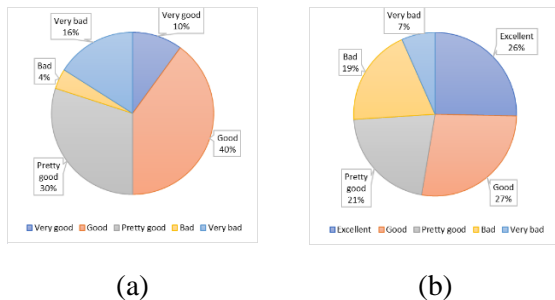 Very bad
16%
Very good
10%
Bad
4%
Good
40%
Pretty
good
30%
Very good Good Pretty good Bad Very bad
(a)
Very bad
7%
Excellent
26%
Bad
19%
Pretty
good
21%
Good
27%
Excellent Good Pretty good Bad Very bad
(b)